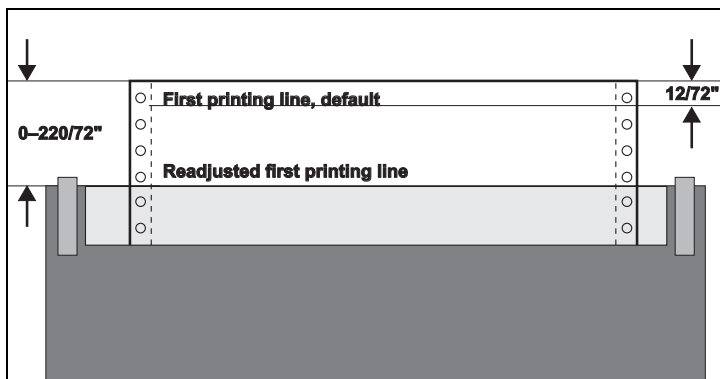 First printing line, default
12/72"
0–220/72"
Readjusted first printing line